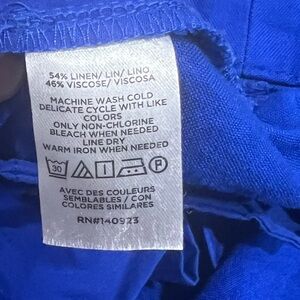 54% LINEN/ LIN/ LINO
46% VISCOSE/ VISCOSA
MACHINE WASH COLD
DELICATE CYCLE WITH LIKE
COLORS
ONLY NON-CHLORINE
BLEACH WHEN NEEDED
LINE DRY
WARM IRON WHEN NEEDED
30 P
AVEC DES COULEURS
SEMBLABLES / CON
COLORES SIMILARES
RN#140923